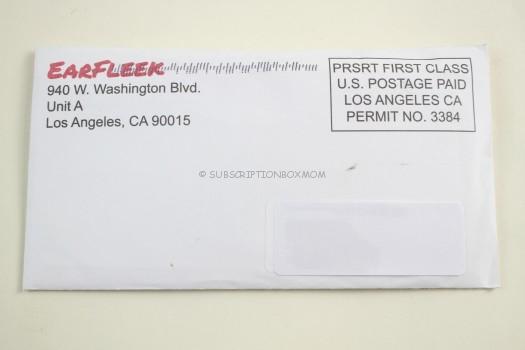 EARFLEEK
940 W. Washington Blvd.
Unit A
Los Angeles, CA 90015
PRSRT FIRST CLASS
U.S. POSTAGE PAID
LOS ANGELES CA
PERMIT NO. 3384
© SUBSCRIPTIONBOXMOM